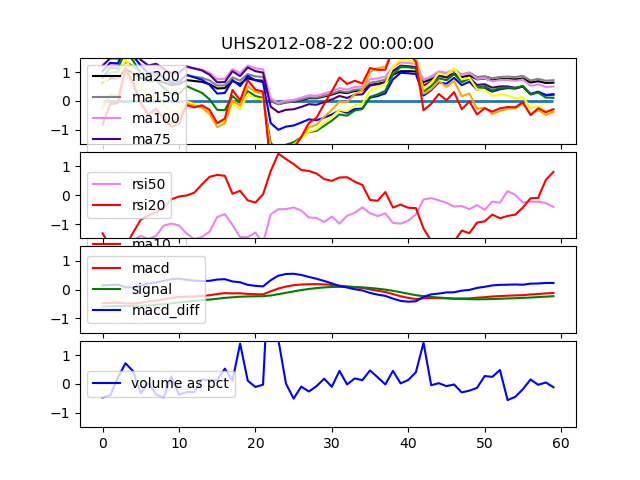 UHS2012-08-22 00:00:00
1
0
−1
ma200
ma150
ma100
ma75
1
0
−1
rsi50
rsi20
ma10
1
0
−1
macd
signal
macd_diff
1
0
−1
volume as pct
0 10 20 30 40 50 60